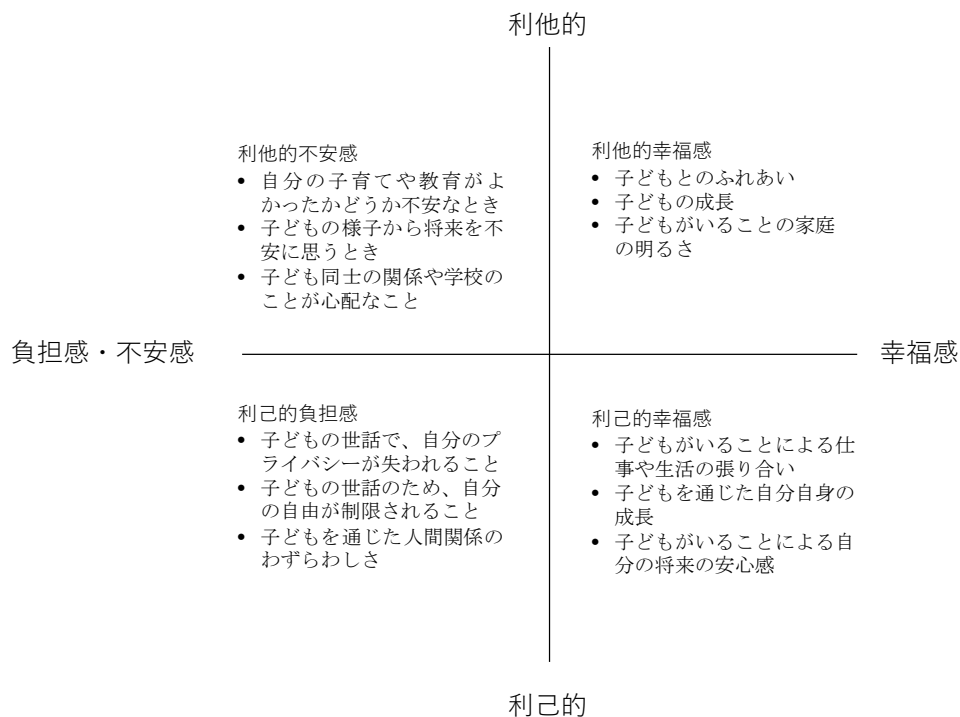 利他的
利他的不安感
• 自分の子育てや教育がよ
かったかどうか不安なとき
• 子どもの様子から将来を不
安に思うとき
• 子ども同士の関係や学校の
ことが心配なこと
利他的幸福感
• 子どもとのふれあい
• 子どもの成長
• 子どもがいることの家庭
の明るさ
負担感・不安感
幸福感
利己的負担感
• 子どもの世話で、自分のプ
ライバシーが失われること
• 子どもの世話のため、自分
の自由が制限されること
• 子どもを通じた人間関係の
わずらわしさ
利己的幸福感
• 子どもがいることによる仕
事や生活の張り合い
• 子どもを通じた自分自身の
成長
• 子どもがいることによる自
分の将来の安心感
利己的